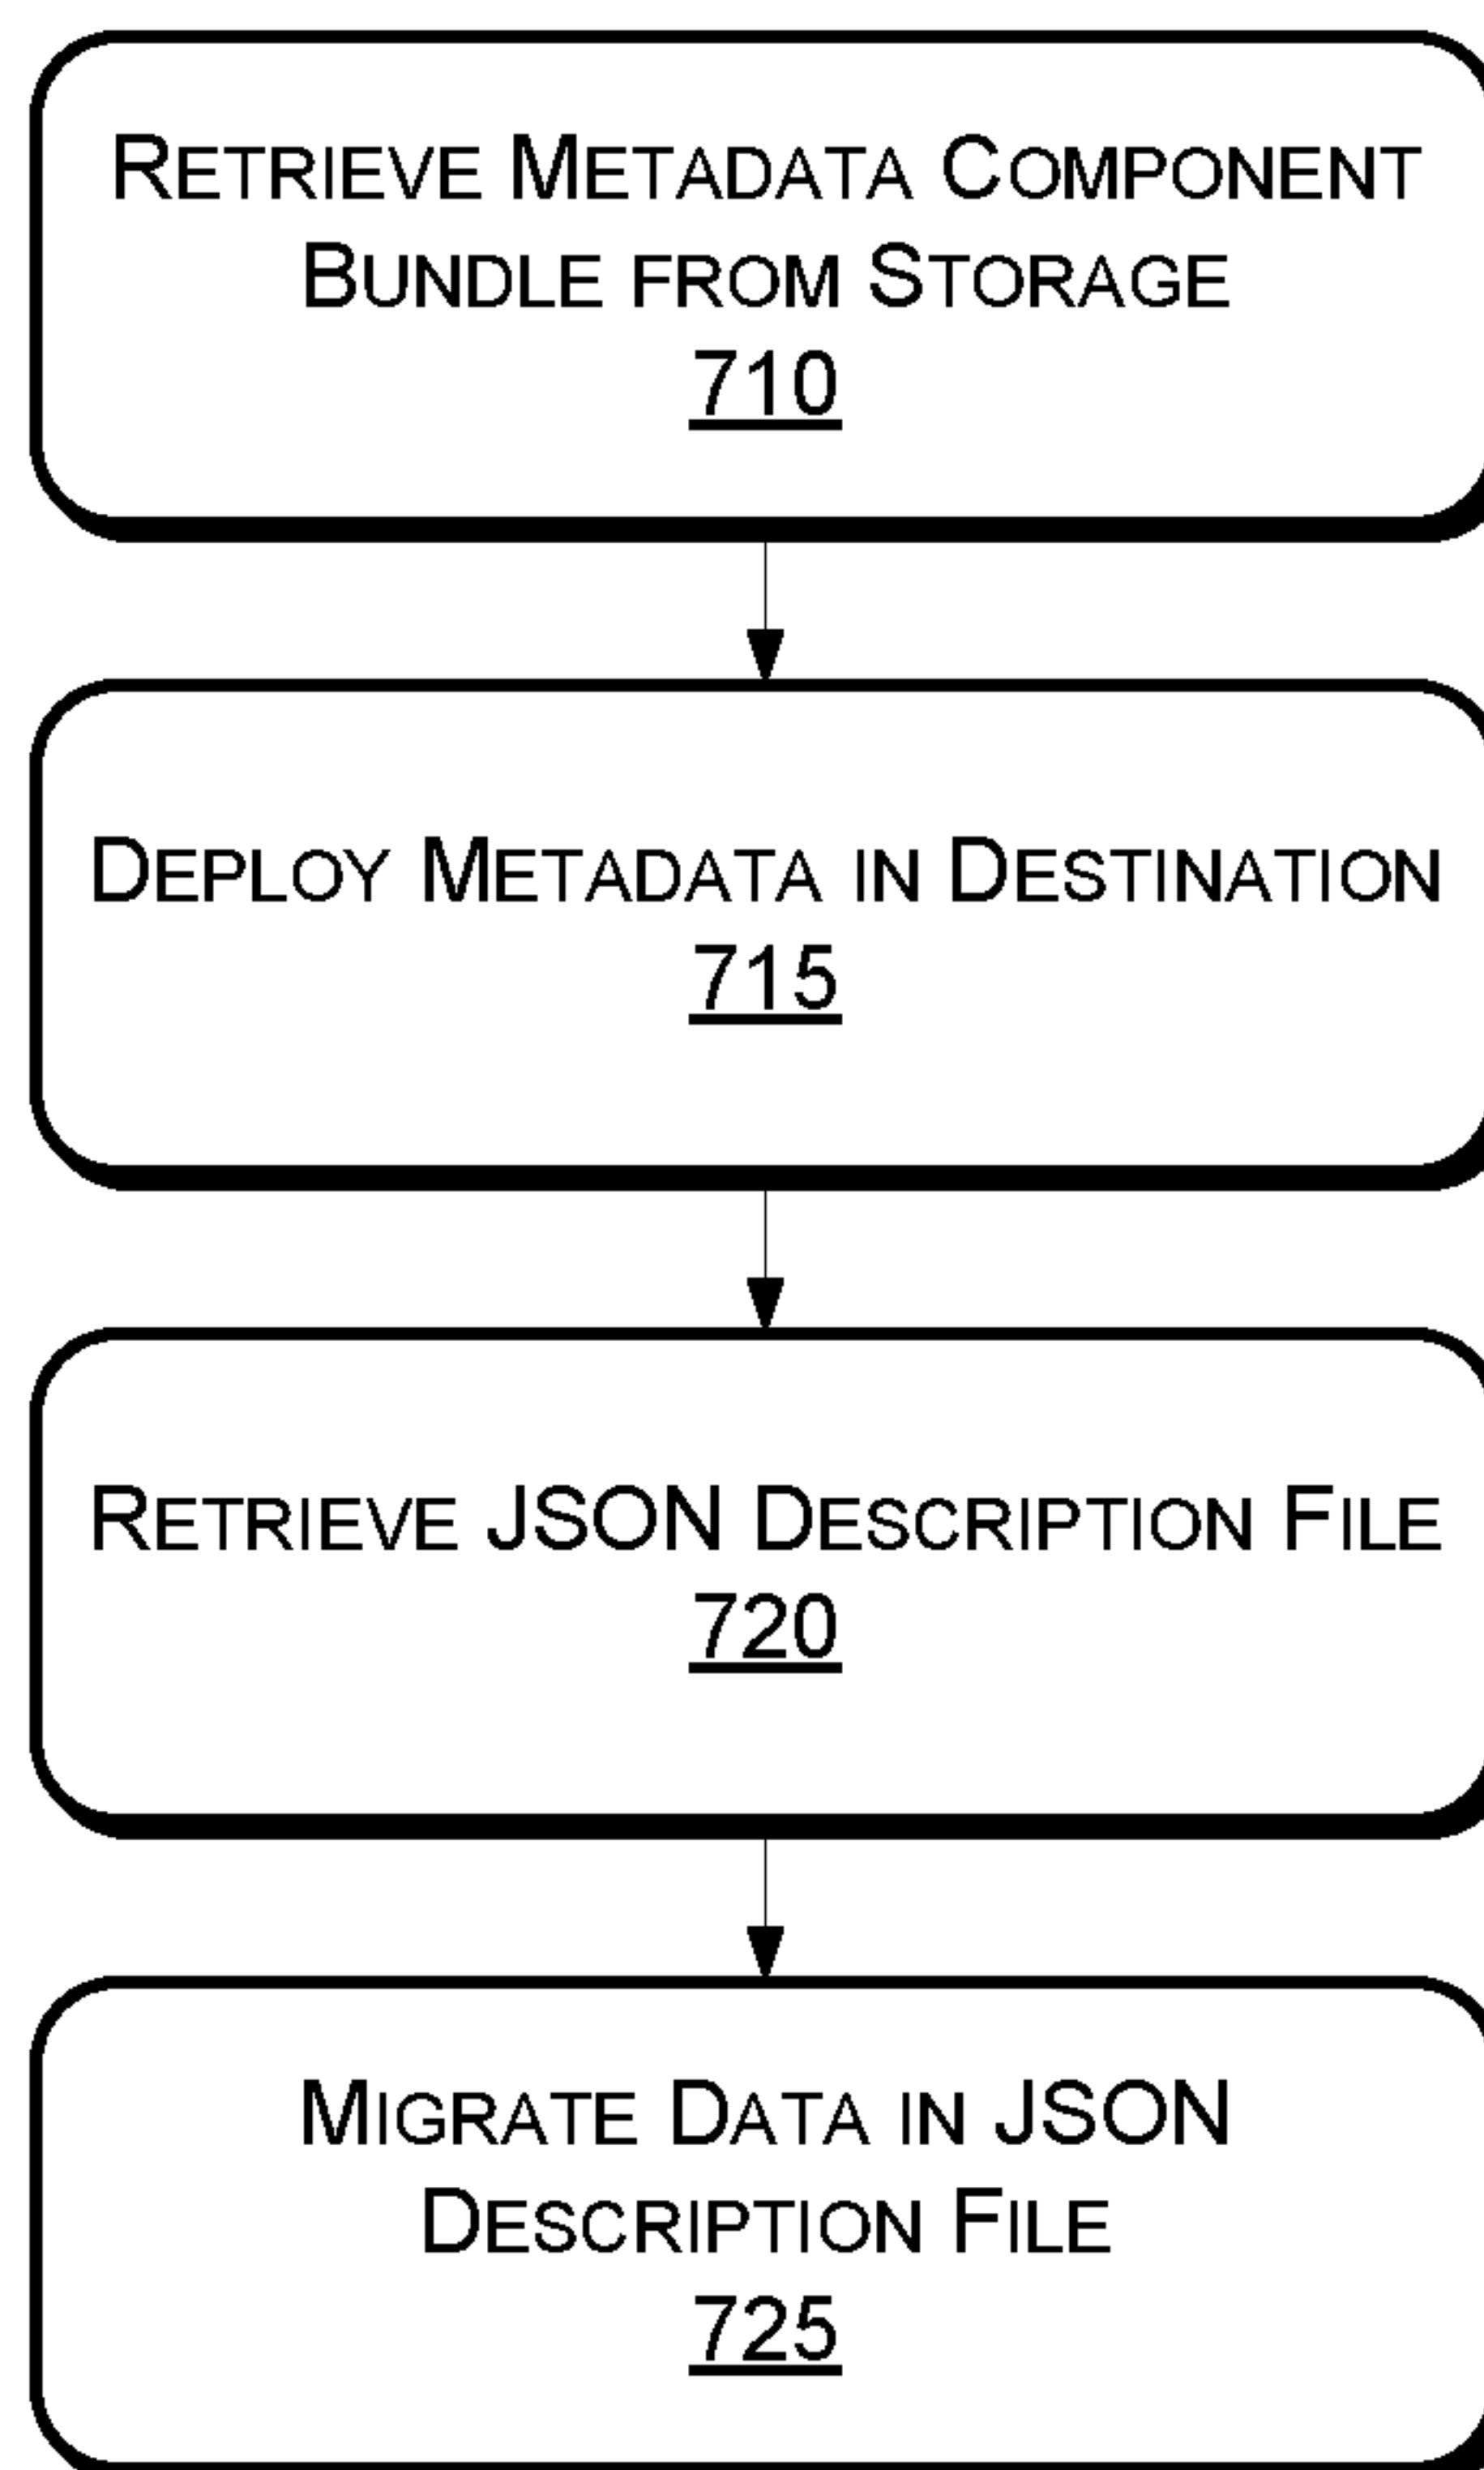 RETRIEVE METADATA COMPONENT
BUNDLE FROM STORAGE
710
DEPLOY METADATA IN DESTINATION
715
RETRIEVE JSON DESCRIPTION FILE
720
MIGRATE DATA IN JSON
DESCRIPTION FILE
725